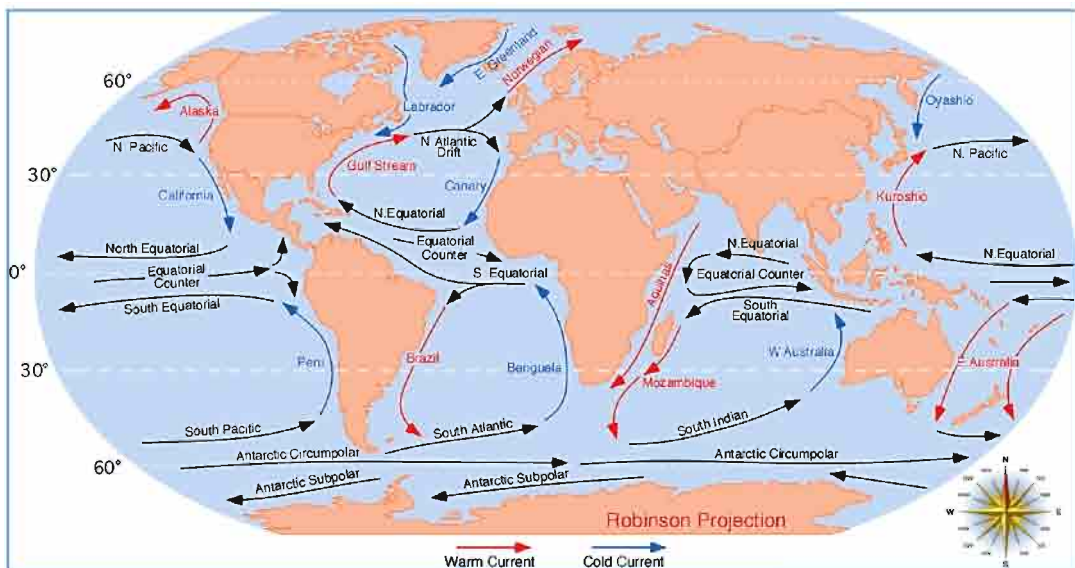 60°
30°
0°
30°
60°
Alaska
N. Pacific
California
North Equatorial
Equatorial
Counter
South Equatorial
Peru
South Pacific
Labrador
E. Greenland
Norwegian
N. Atlantic
Drift
Gulf Stream
Canary
N.Equatorial
Equatorial
Counter
S. Equatorial
Brazil
Benguela
South Atlantic
Antarctic Circumpolar
Antarctic Subpolar
Antarctic Subpolar
Agulhas
Mozambique
N.Equatorial
Equatorial Counter
South
Equatorial
W Australia
South Indian
Antarctic Circumpolar
Oyashio
N. Pacific
Kuroshio
N.Equatorial
E Australia
Robinson Projection
N
W
E
S
Warm Current
Cold Current